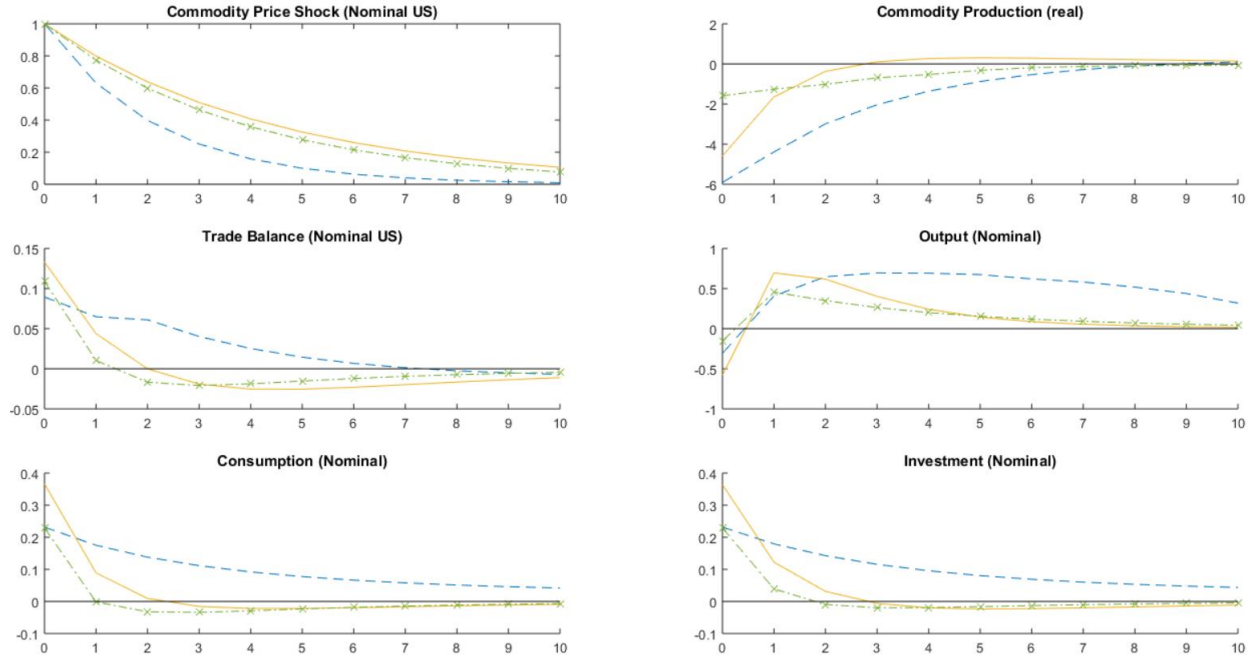 Commodity Price Shock (Nominal US)
1
0.8
0.6
0.4
0.2
0
0 1 2 3 4 5 6 7 8 9 10
Commodity Production (real)
2
0
-2
-4
-6
0 1 2 3 4 5 6 7 8 9 10
Trade Balance (Nominal US)
0.15
0.1
0.05
0
-0.05
0 1 2 3 4 5 6 7 8 9 10
Output (Nominal)
1
0.5
0
-0.5
-1
0 1 2 3 4 5 6 7 8 9 10
Consumption (Nominal)
0.4
0.3
0.2
0.1
0
-0.1
0 1 2 3 4 5 6 7 8 9 10
Investment (Nominal)
0.4
0.3
0.2
0.1
0
-0.1
0 1 2 3 4 5 6 7 8 9 10